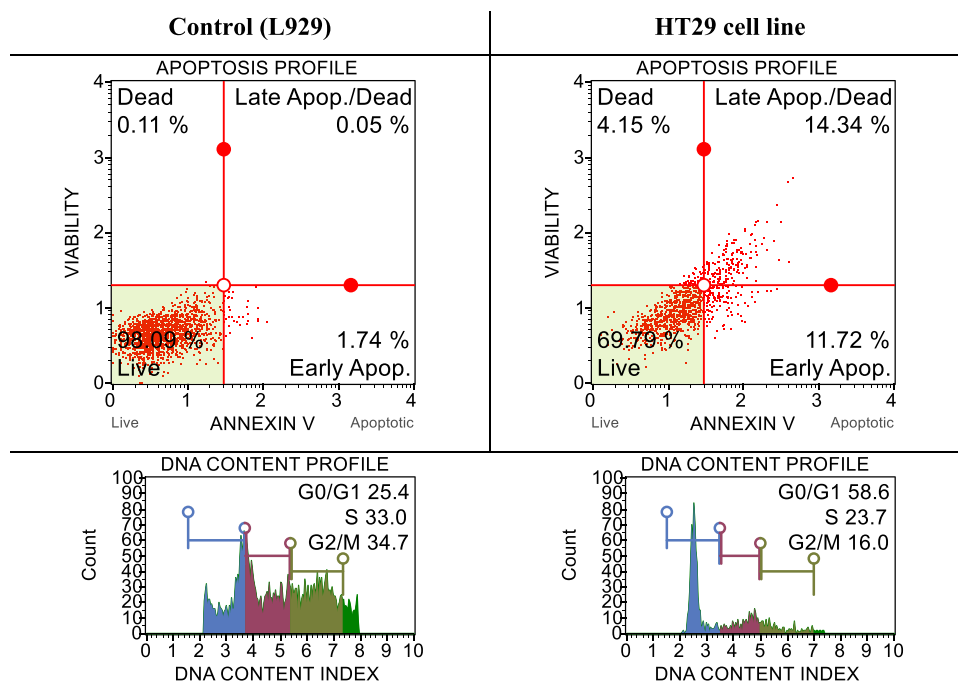 Control (L929)
HT29 cell line
APOPTOSIS PROFILE
4
3
2
1
0
VIABILITY
Dead
0.11 %
Late Apop./Dead
0.05 %
98.09 %
Live
1.74 %
Early Apop.
0 1 2 3 4
Live
ANNEXIN V
Apoptotic
APOPTOSIS PROFILE
4
3
2
1
0
VIABILITY
Dead
4.15 %
Late Apop./Dead
14.34 %
69.79 %
Live
11.72 %
Early Apop.
0 1 2 3 4
Live
ANNEXIN V
Apoptotic
DNA CONTENT PROFILE
100
90
80
70
60
50
40
30
20
10
0
Count
G0/G1 25.4
S 33.0
G2/M 34.7
0 1 2 3 4 5 6 7 8 9 10
DNA CONTENT INDEX
DNA CONTENT PROFILE
100
90
80
70
60
50
40
30
20
10
0
Count
G0/G1 58.6
S 23.7
G2/M 16.0
0 1 2 3 4 5 6 7 8 9 10
DNA CONTENT INDEX